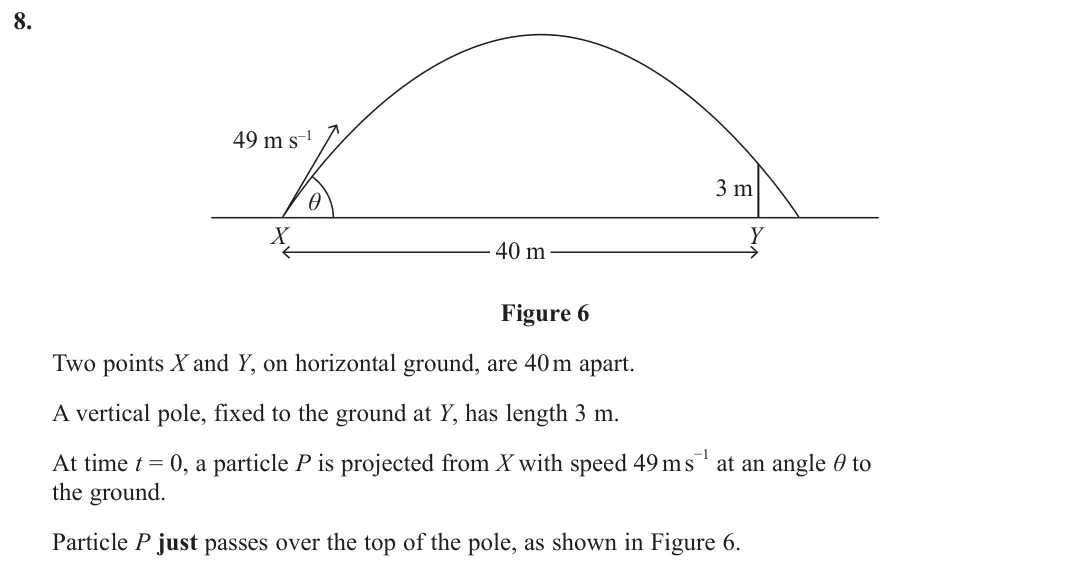 8.
49 m s⁻¹
θ
3 m
X
Y
40 m
Figure 6
Two points X and Y, on horizontal ground, are 40 m apart.
A vertical pole, fixed to the ground at Y, has length 3 m.
At time t = 0, a particle P is projected from X with speed 49 m s⁻¹ at an angle θ to
the ground.
Particle P just passes over the top of the pole, as shown in Figure 6.